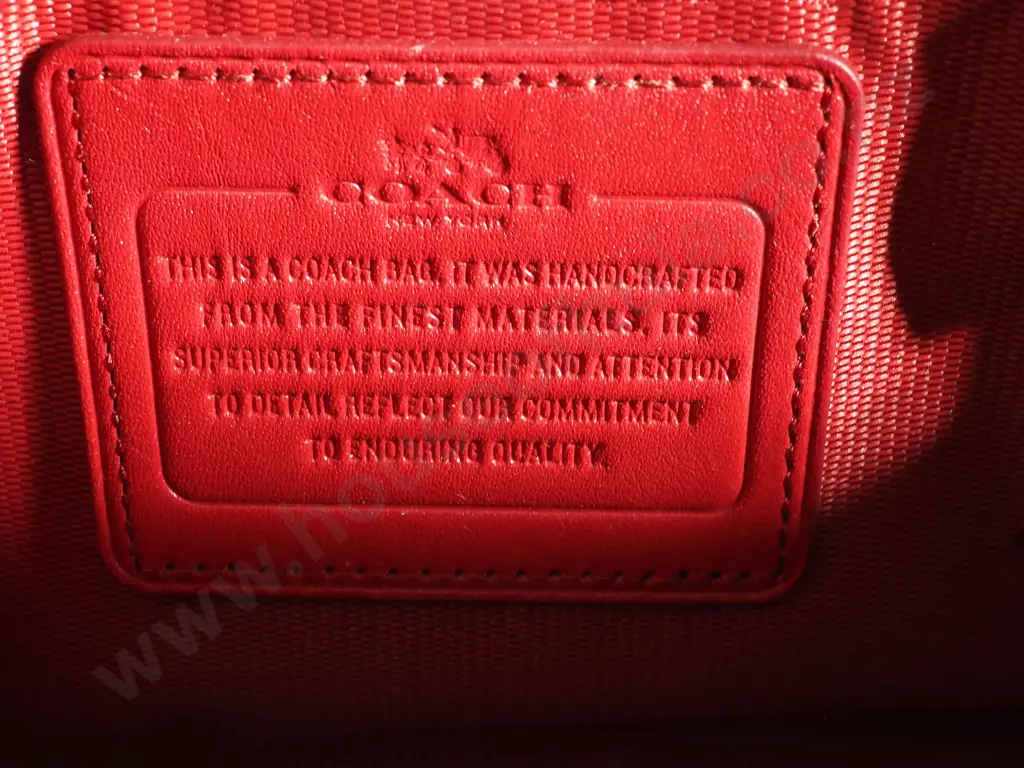 COACH
NEW YORK
THIS IS A COACH BAG. IT WAS HANDCRAFTED
FROM THE FINEST MATERIALS. ITS
SUPERIOR CRAFTSMANSHIP AND ATTENTION
TO DETAIL REFLECT OUR COMMITMENT
TO ENDURING QUALITY.